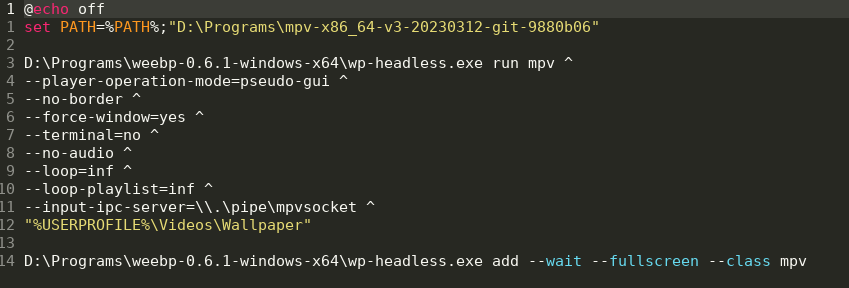 1 @echo off
1 set PATH=%PATH%;"D:\Programs\mpv-x86_64-v3-20230312-git-9880b06"
2
3 D:\Programs\weebp-0.6.1-windows-x64\wp-headless.exe run mpv ^
4 --player-operation-mode=pseudo-gui ^
5 --no-border ^
6 --force-window=yes ^
7 --terminal=no ^
8 --no-audio ^
9 --loop=inf ^
10 --loop-playlist=inf ^
11 --input-ipc-server=\\.\pipe\mpvsocket ^
12 "%USERPROFILE%\Videos\Wallpaper"
13
14 D:\Programs\weebp-0.6.1-windows-x64\wp-headless.exe add --wait --fullscreen --class mpv